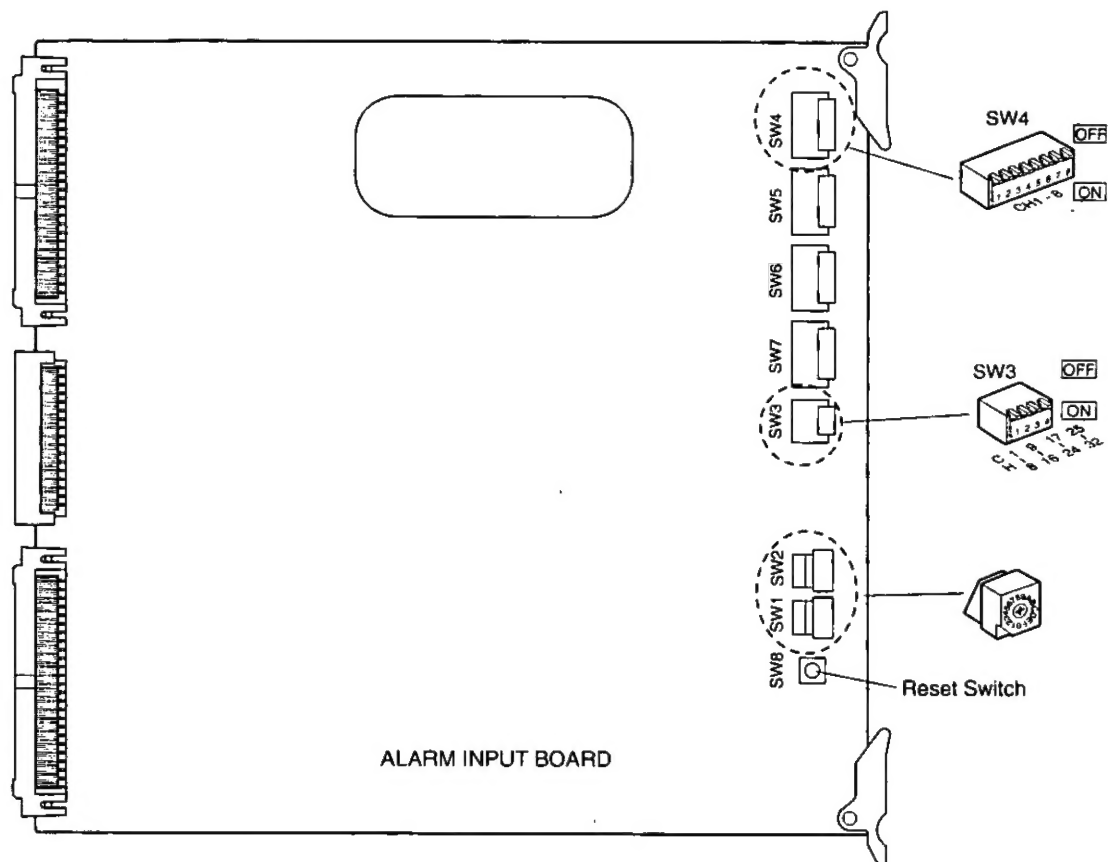 SW4
OFF
1 2 3 4 5 6 7 8
ON
CH1 - 8
SW4
SW5
SW6
SW7
SW3
SW3
OFF
1 2 3 4
ON
CH 1-8 9-16 17-24 25-32
SW2
SW1
SW8
Reset Switch
ALARM INPUT BOARD